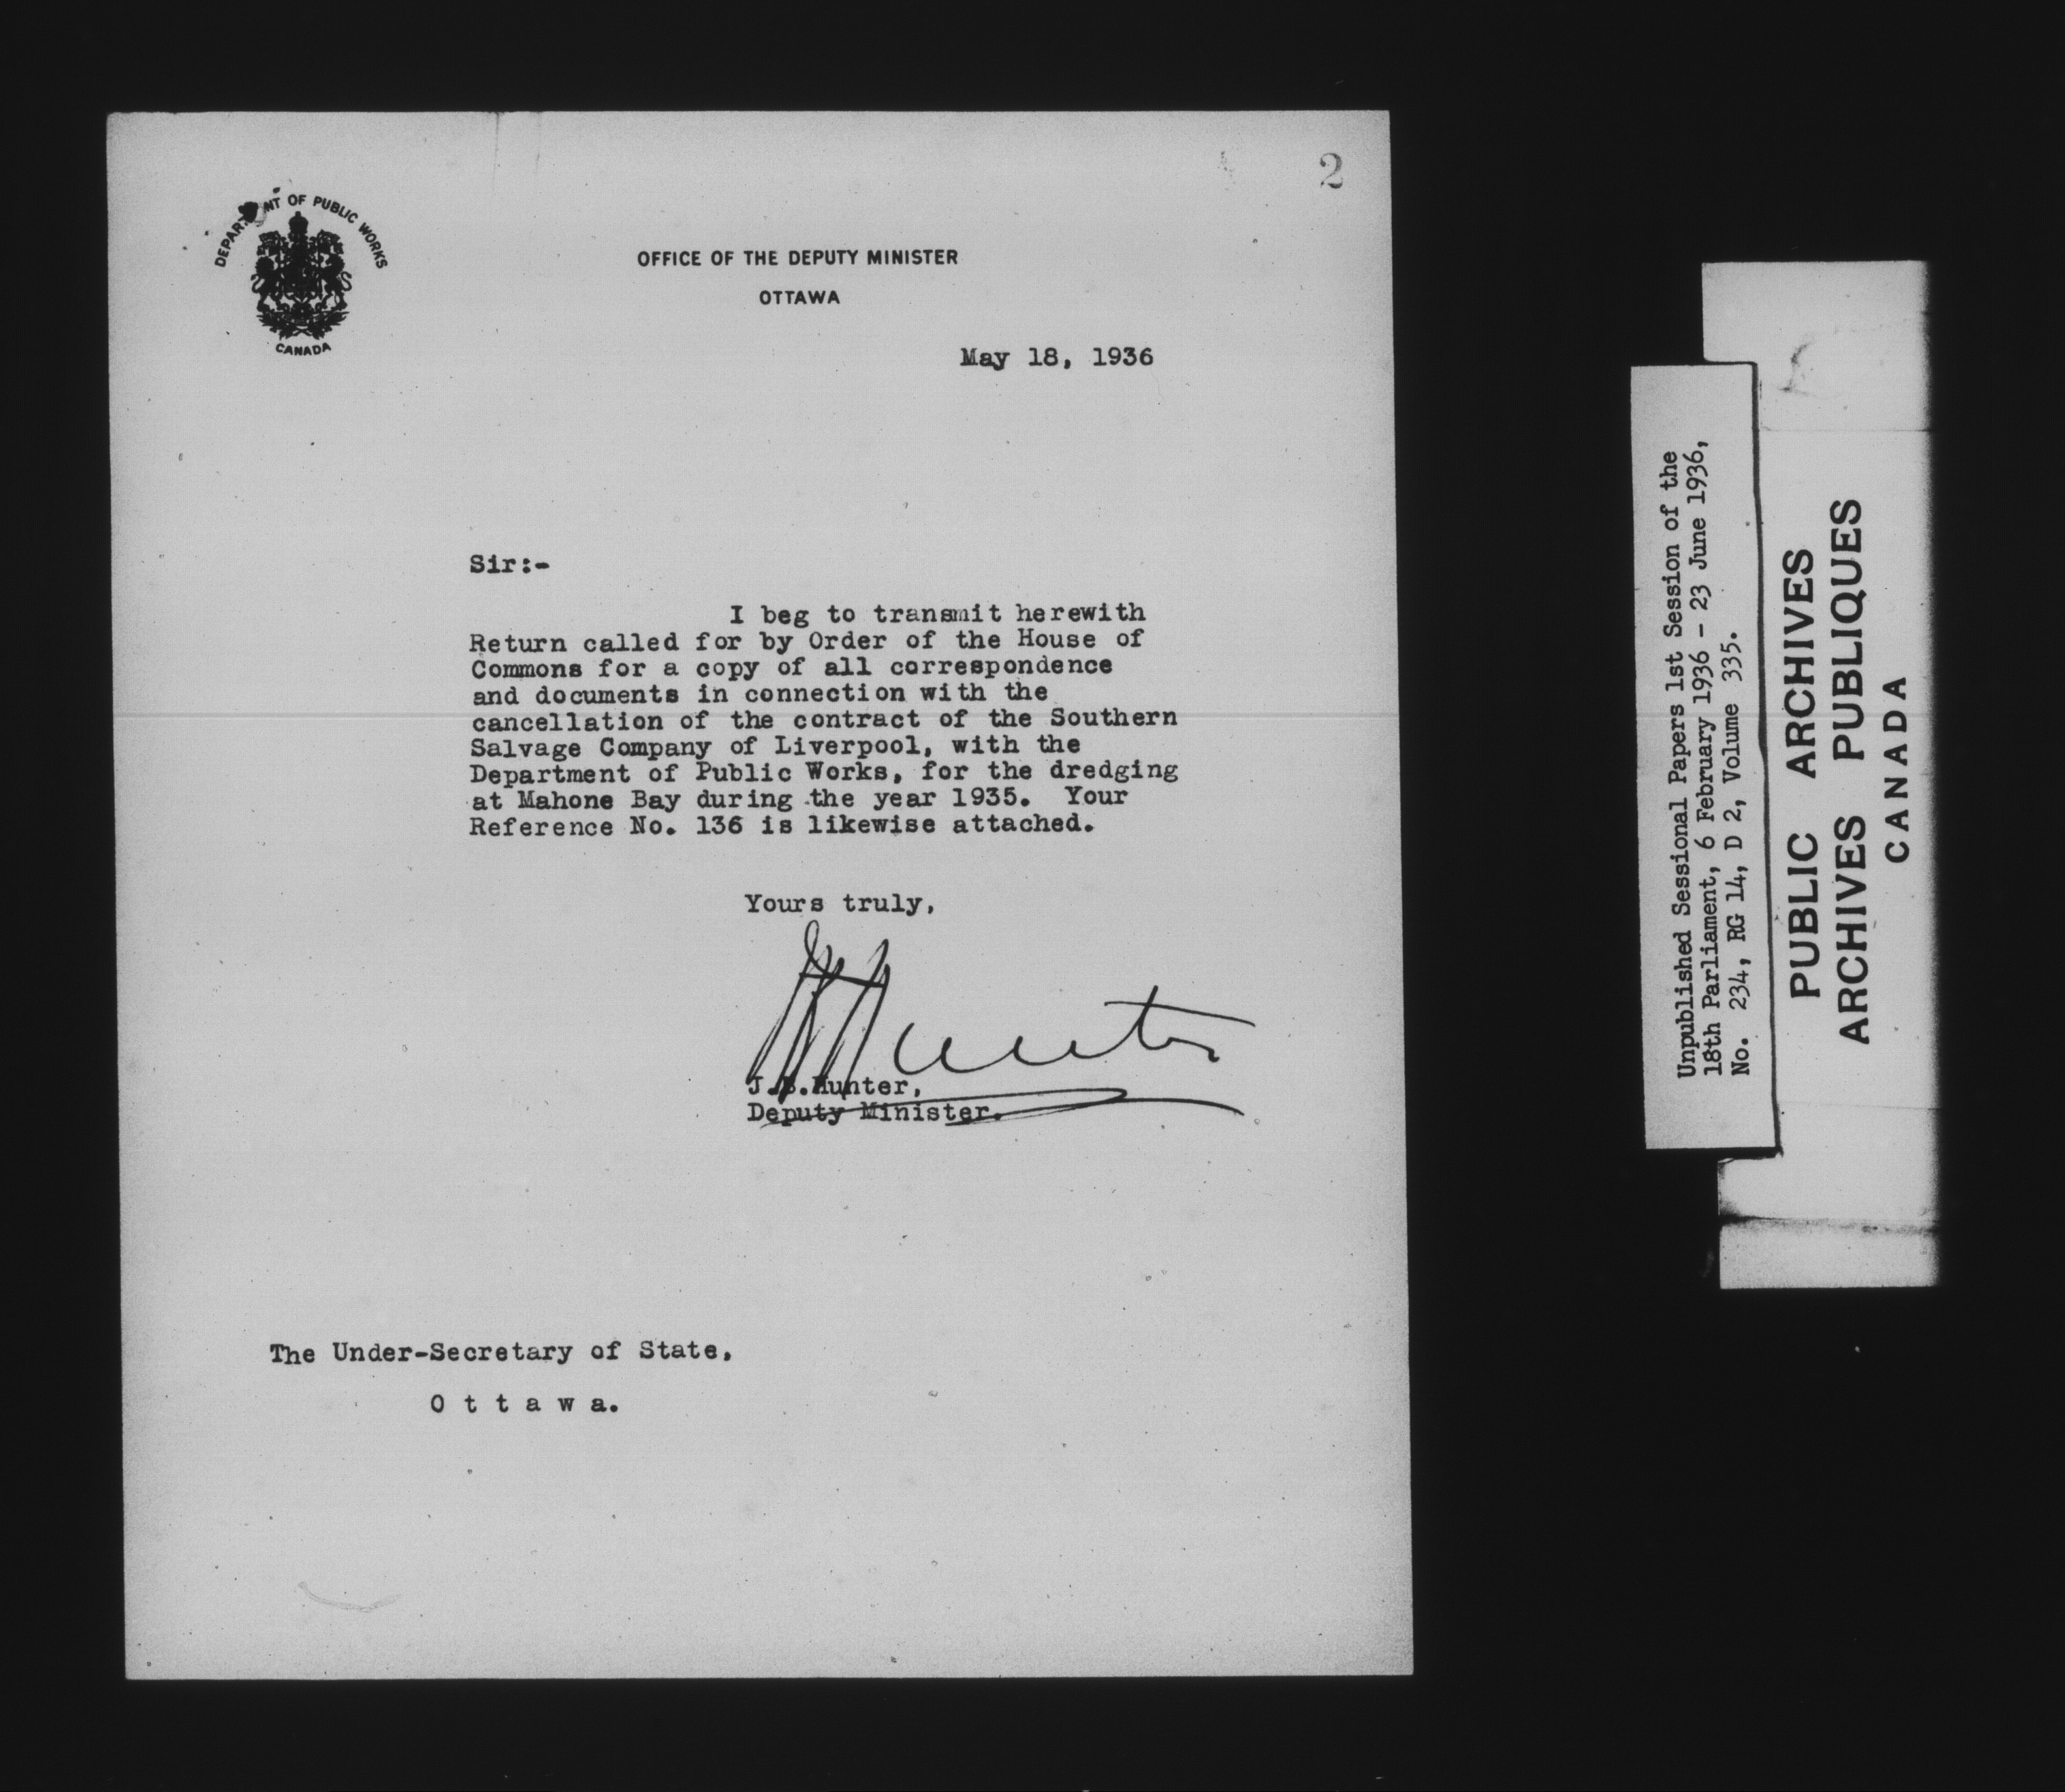 2
DEPARTMENT OF PUBLIC WORKS
CANADA
OFFICE OF THE DEPUTY MINISTER
OTTAWA
May 18, 1936
Sir:-
I beg to transmit herewith
Return called for by Order of the House of
Commons for a copy of all correspondence
and documents in connection with the
cancellation of the contract of the Southern
Salvage Company of Liverpool, with the
Department of Public Works, for the dredging
at Mahone Bay during the year 1935. Your
Reference No. 136 is likewise attached.
Yours truly,
J.B.Hunter,
Deputy Minister.
The Under-Secretary of State,
O t t a w a.
Unpublished Sessional Papers 1st Session of the
18th Parliament, 6 February 1936 - 23 June 1936,
No. 234, RG 14, D 2, Volume 335.
PUBLIC ARCHIVES
ARCHIVES PUBLIQUES
CANADA